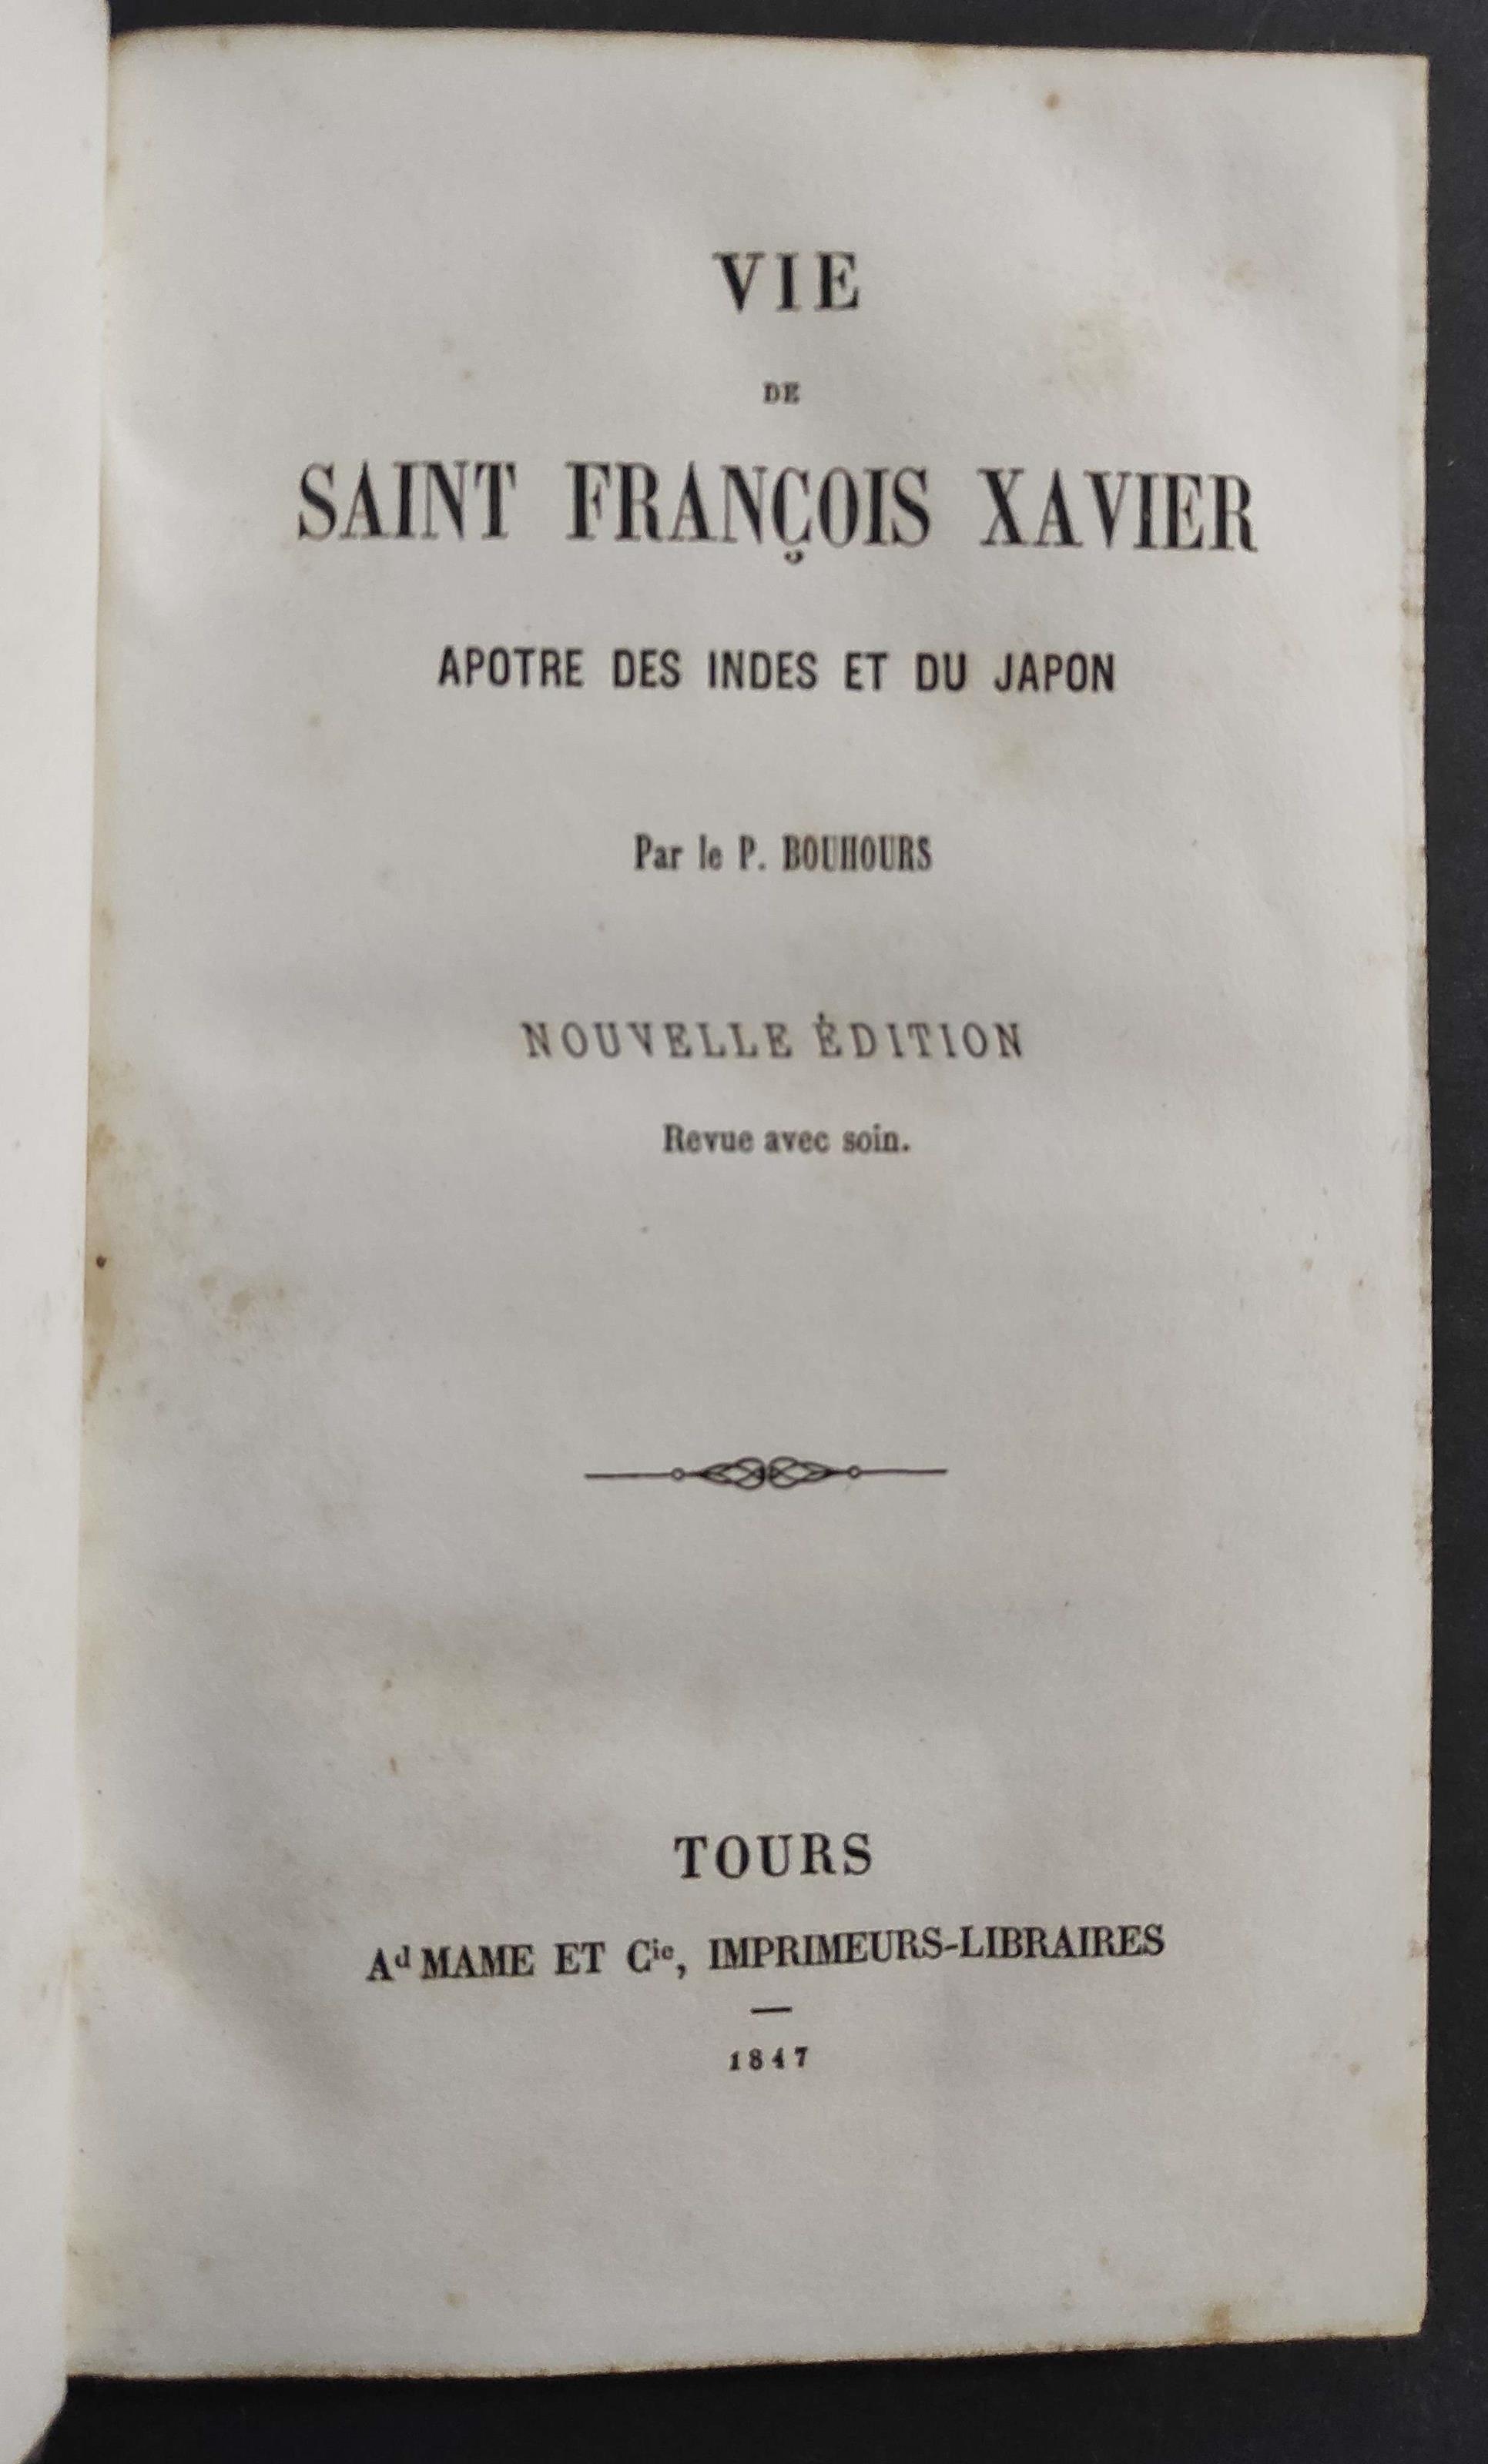 VIE
DE
SAINT FRANÇOIS XAVIER
APOTRE DES INDES ET DU JAPON
Par le P. BOUHOURS
NOUVELLE ÉDITION
Revue avec soin.
TOURS
Ad MAME ET Cie, IMPRIMEURS-LIBRAIRES
1847